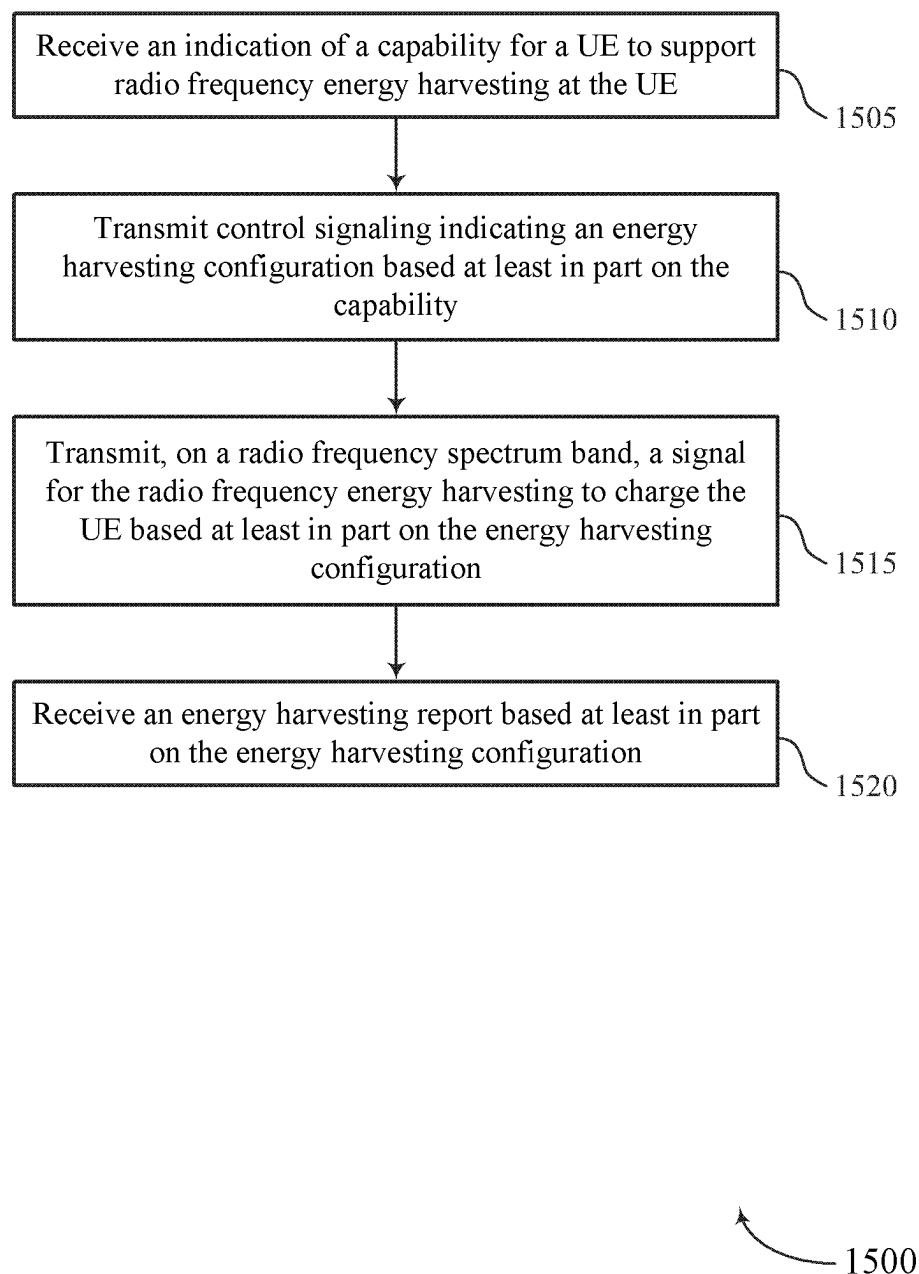 Receive an indication of a capability for a UE to support
radio frequency energy harvesting at the UE
1505
Transmit control signaling indicating an energy
harvesting configuration based at least in part on the
capability
1510
Transmit, on a radio frequency spectrum band, a signal
for the radio frequency energy harvesting to charge the
UE based at least in part on the energy harvesting
configuration
1515
Receive an energy harvesting report based at least in part
on the energy harvesting configuration
1520
1500